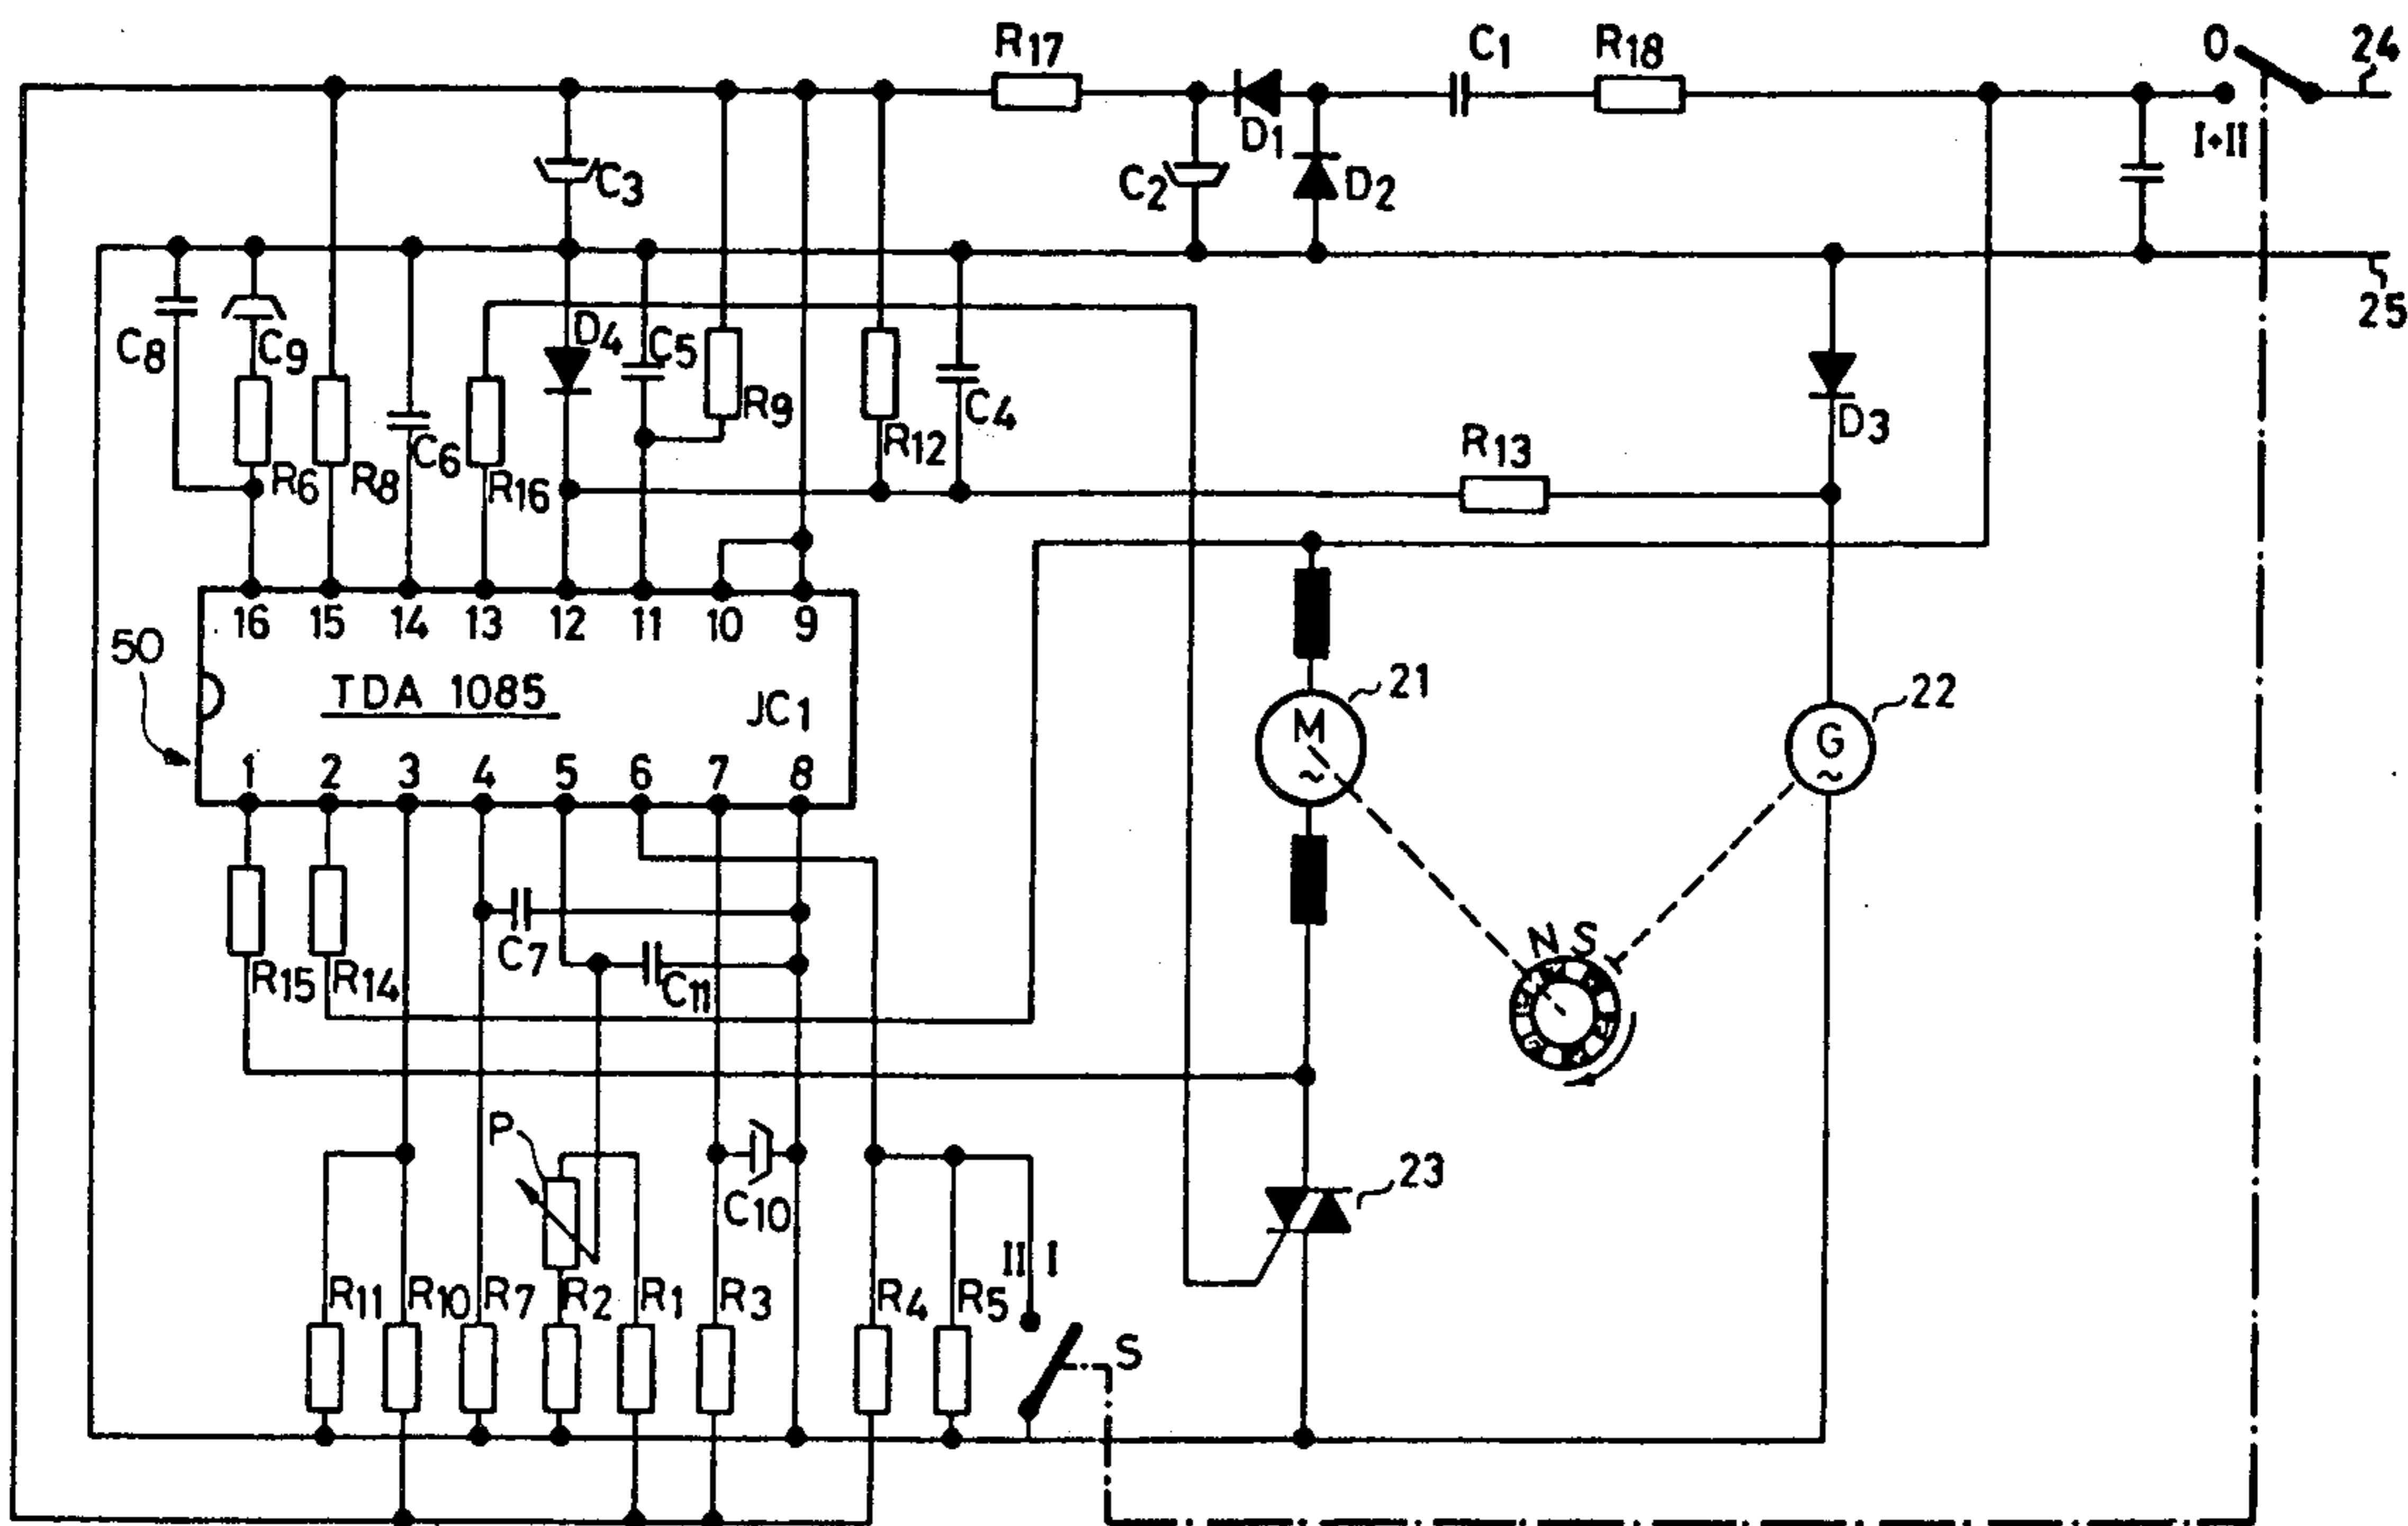 R17 C1 R18 O 24
D1 I+II
C3 C2 D2
25
C8 C9 D4 C5 R9 C4 D3
R6 R8 C6 R16 R12 R13
16 15 14 13 12 11 10 9
50
TDA 1085 JC1
M ~ 21
G ~ 22
1 2 3 4 5 6 7 8
R15 R14 C7 C11
N S
P C10 23
II I
R11 R10 R7 R2 R1 R3 R4 R5
S